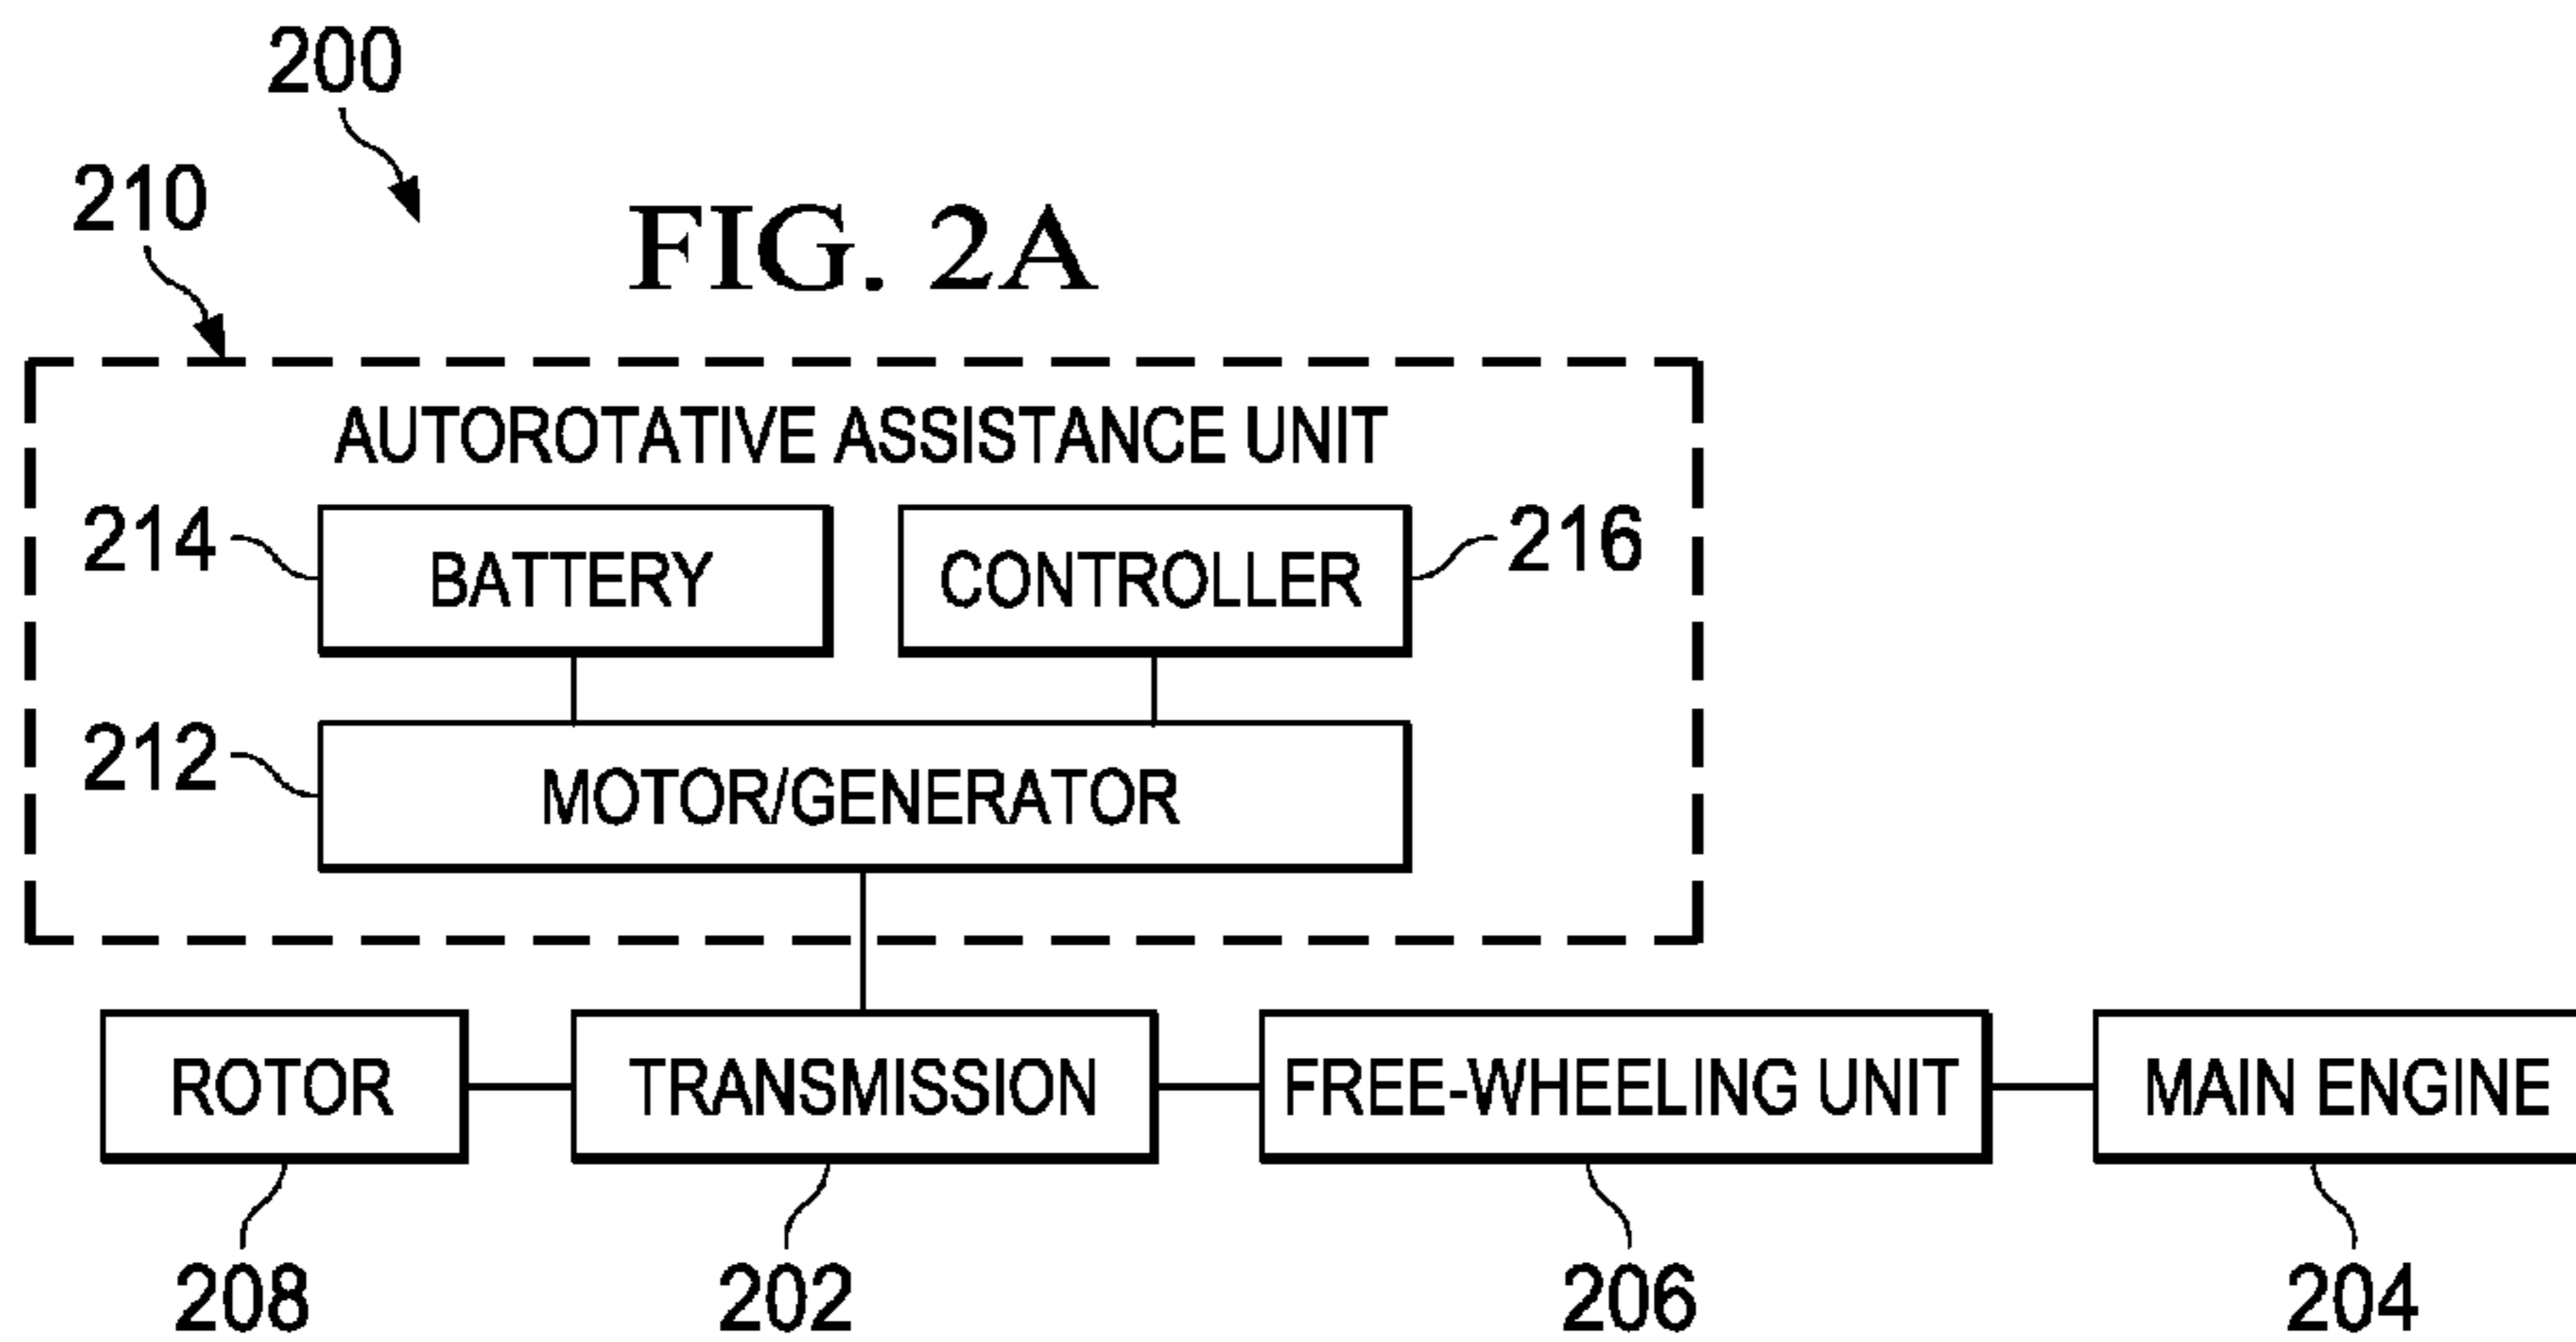 200
210
FIG. 2A
AUTOROTATIVE ASSISTANCE UNIT
214
BATTERY
CONTROLLER
216
212
MOTOR/GENERATOR
ROTOR
TRANSMISSION
FREE-WHEELING UNIT
MAIN ENGINE
208
202
206
204